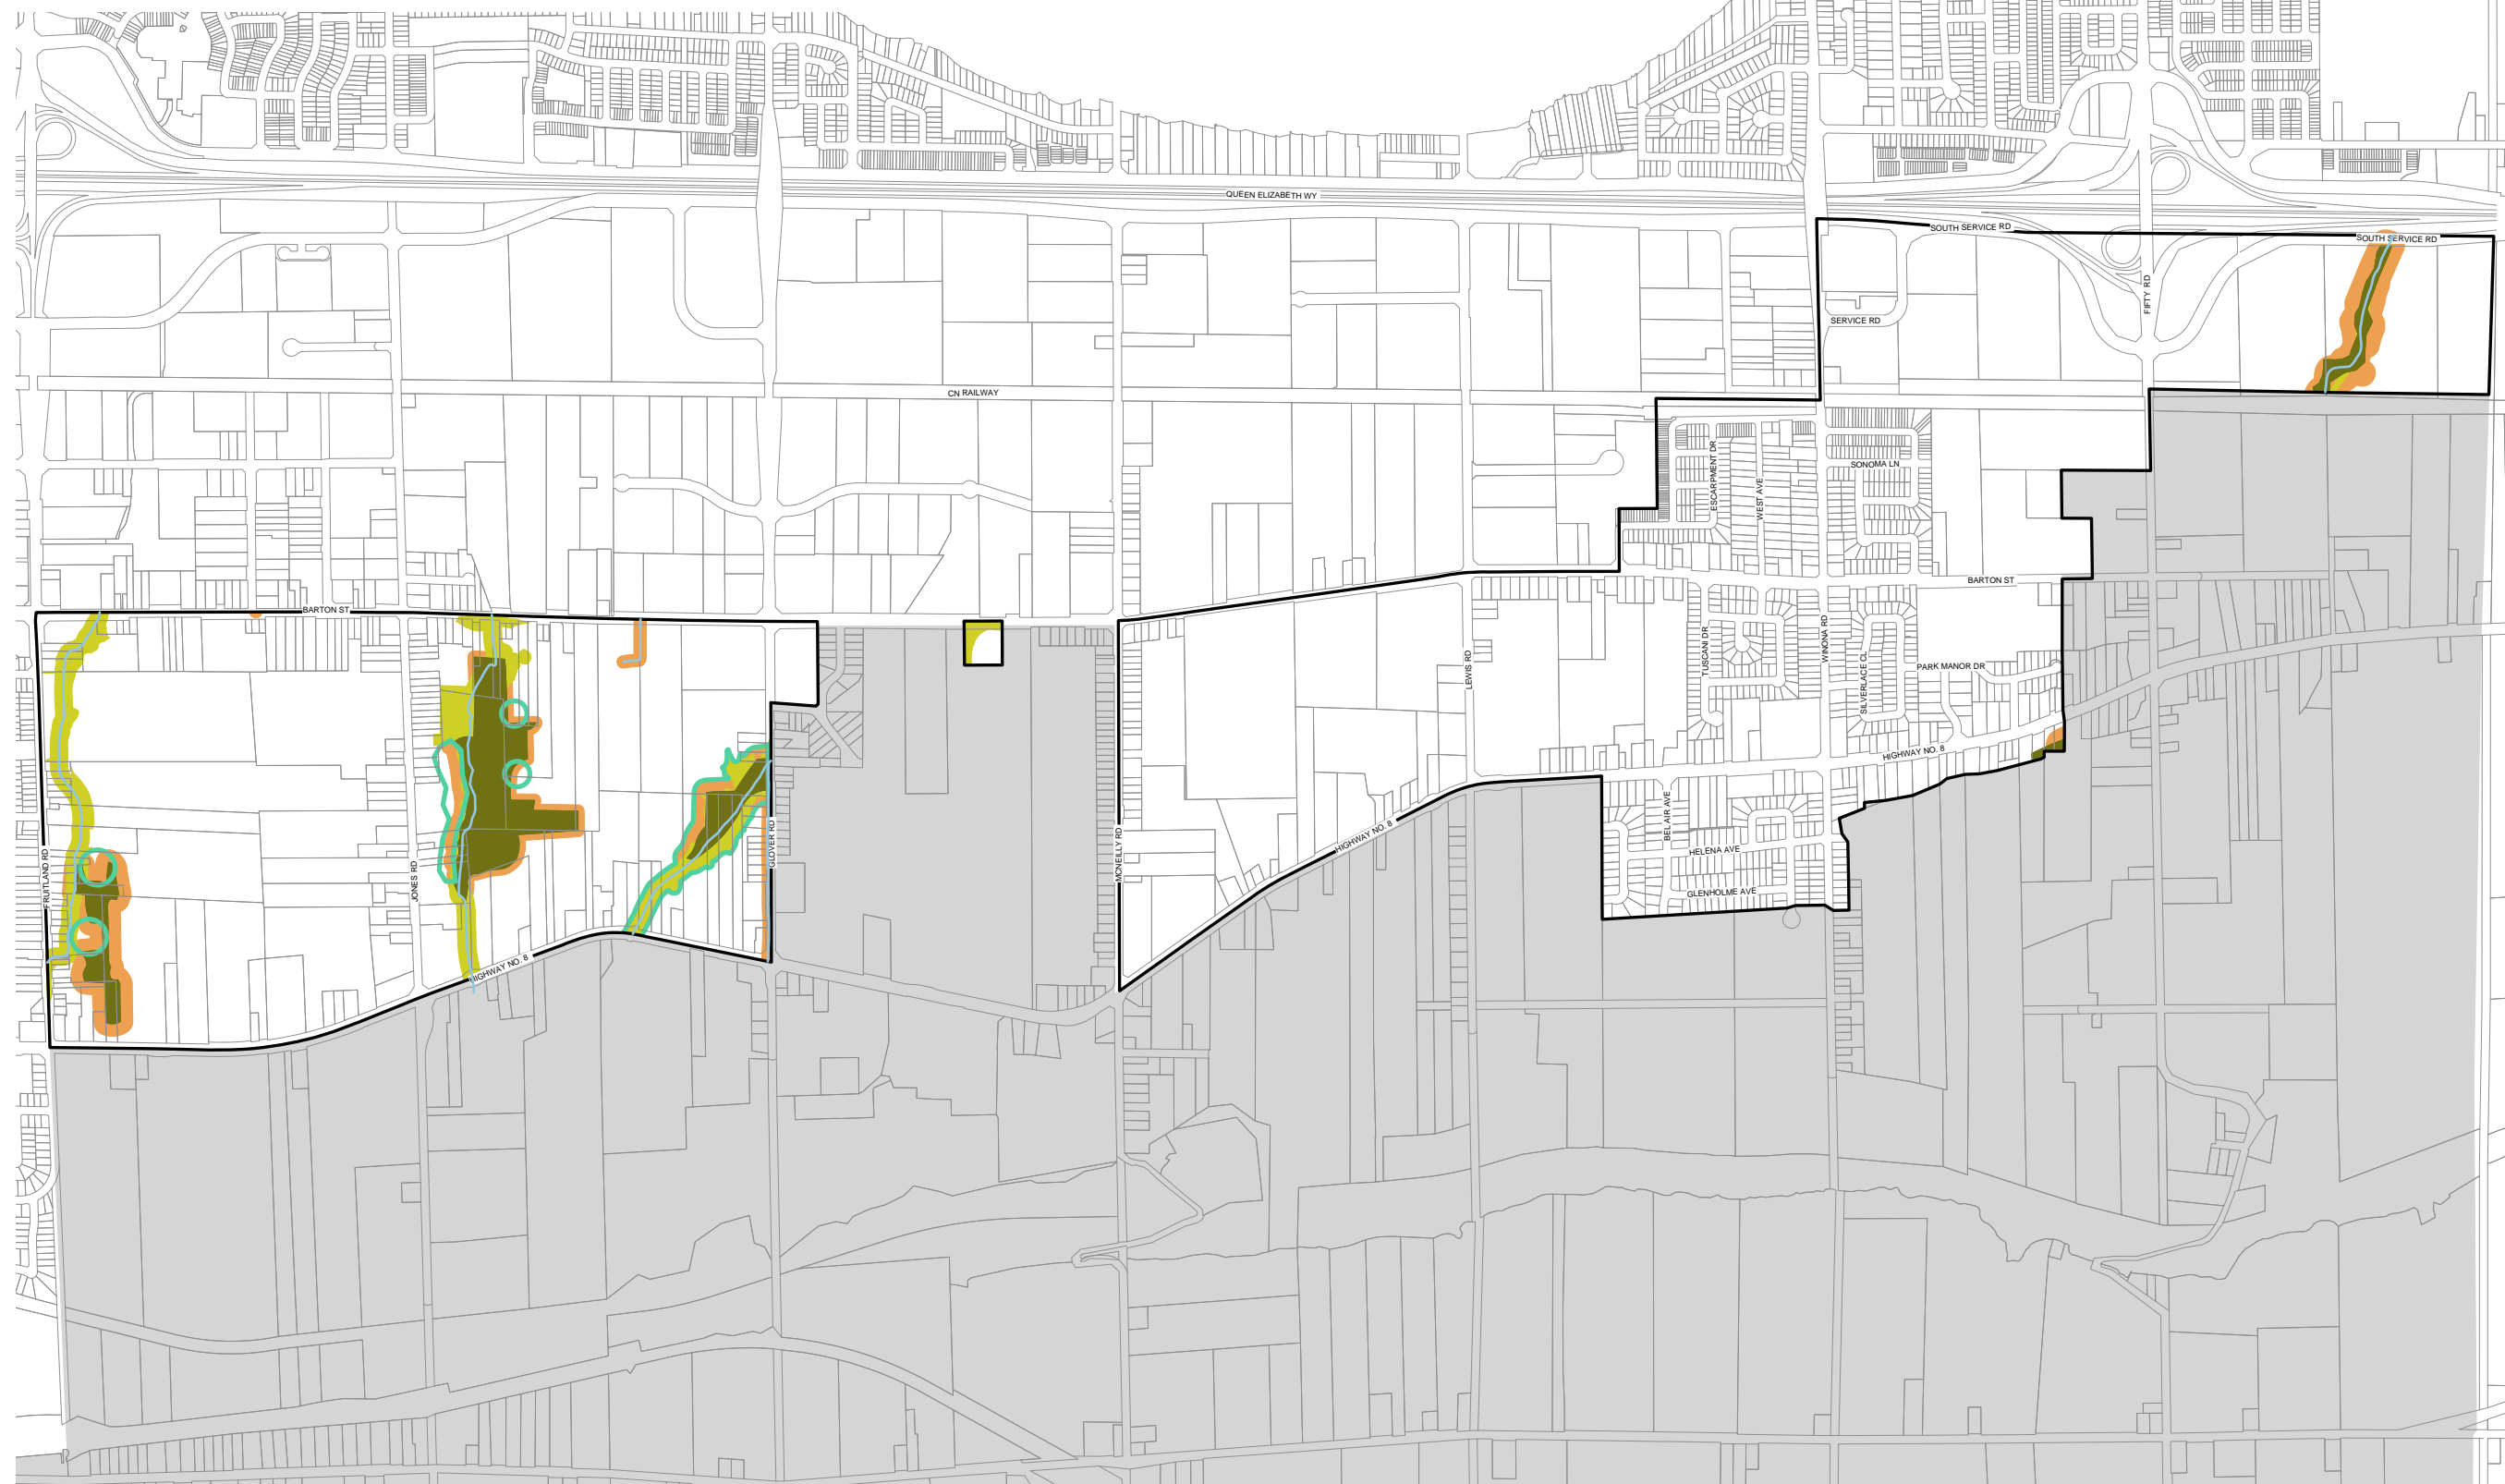 QUEEN ELIZABETH WY
SOUTH SERVICE RD
SOUTH SERVICE RD
FIFTY RD
SERVICE RD
CN RAILWAY
ESCARPMENT DR
SONOMA LN
WEST AVE
BARTON ST
BARTON ST
TUSCANI DR
WINONA RD
LEWIS RD
SILVERLACE CL
PARK MANOR DR
HIGHWAY NO. 8
BEL AIR AVE
HIGHWAY NO. 8
HELENA AVE
GLENHOLME AVE
FRUITLAND RD
JONES RD
GLOVER RD
MCNEILLY RD
HIGHWAY NO. 8